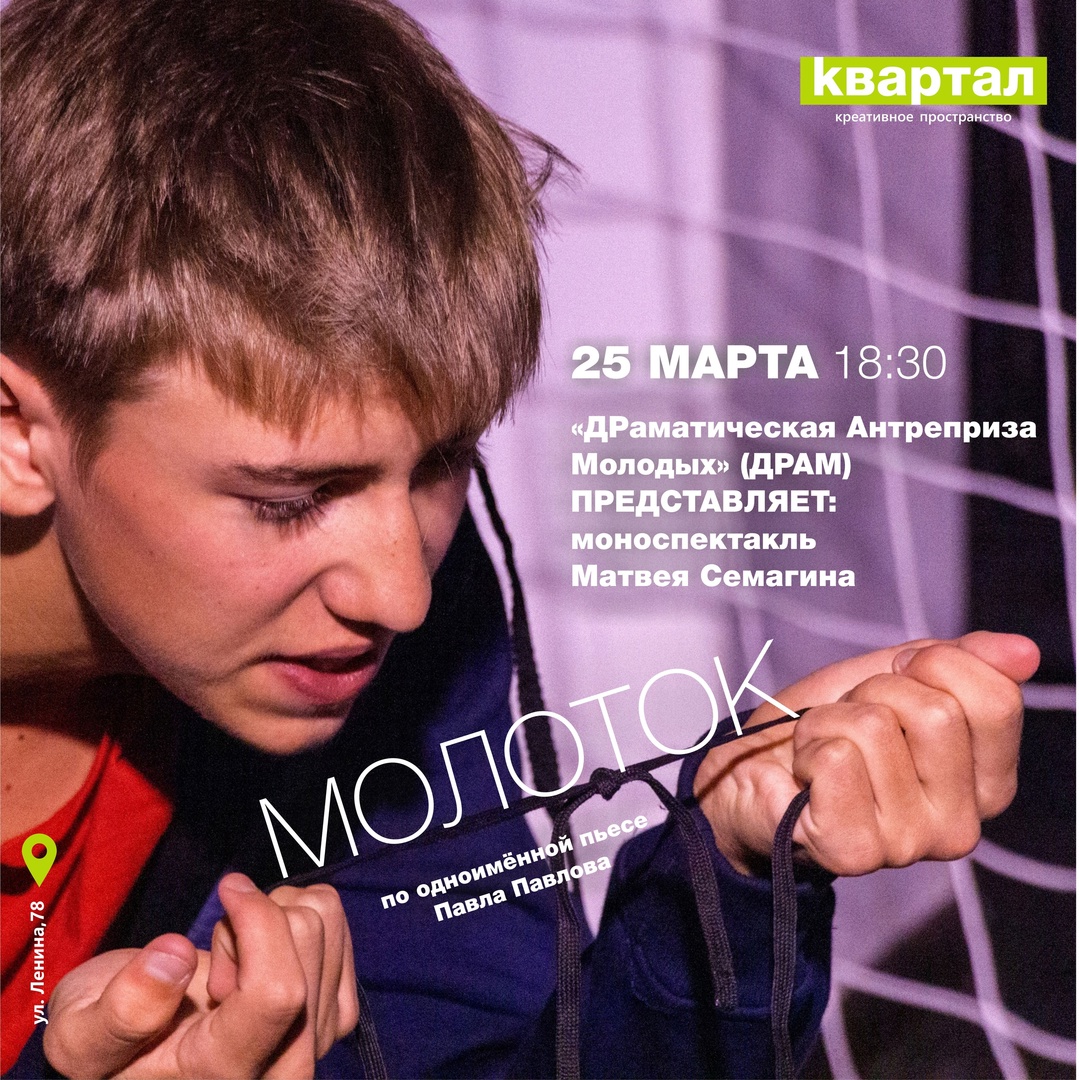 квартал
креативное пространство
25 МАРТА 18:30
«ДРаматическая Антреприза
Молодых» (ДРАМ)
ПРЕДСТАВЛЯЕТ:
моноспектакль
Матвея Семагина
МОЛОТОК
по одноимённой пьесе
Павла Павлова
ул. Ленина,78